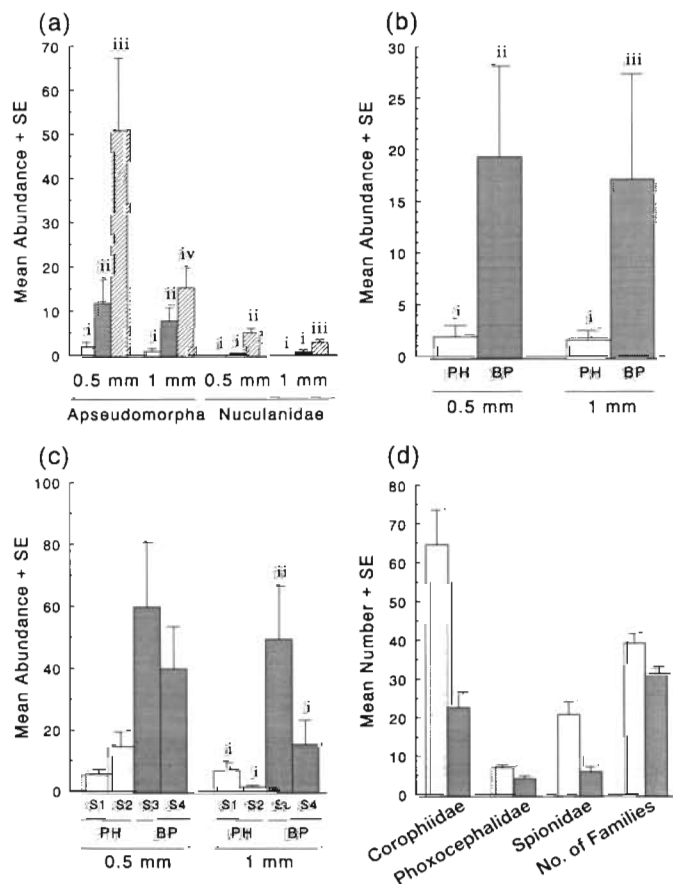 (a)
Mean Abundance + SE
70
60
50
40
30
20
10
0
i
ii
iii
i
ii
iv
i
i
ii
i
i
iii
0.5 mm
1 mm
0.5 mm
1 mm
Apseudomorpha
Nuculanidae
(b)
Mean Abundance + SE
30
25
20
15
10
5
0
i
ii
i
iii
PH
BP
PH
BP
0.5 mm
1 mm
(c)
Mean Abundance + SE
100
80
60
40
20
0
i
i
ii
i
S1
S2
S3
S4
S1
S2
S3
S4
PH
BP
PH
BP
0.5 mm
1 mm
(d)
Mean Number + SE
80
70
60
50
40
30
20
10
0
Corophiidae
Phoxocephalidae
Spionidae
No. of Families